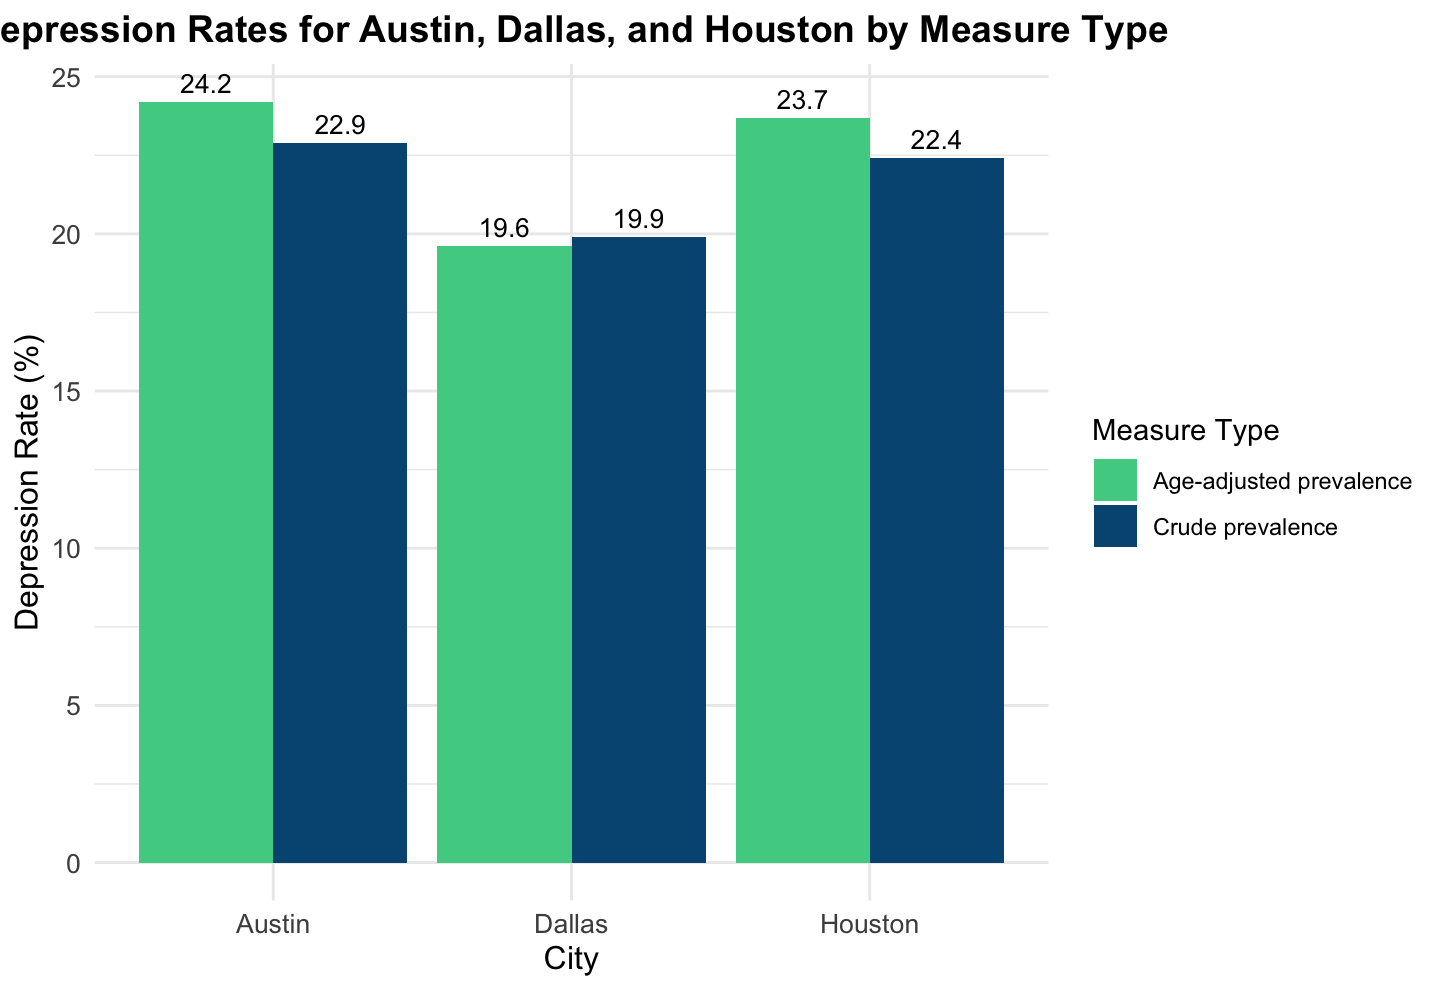 epression Rates for Austin, Dallas, and Houston by Measure Type
25
24.2
22.9
23.7
22.4
20
19.6
19.9
15
10
5
0
Depression Rate (%)
Austin
Dallas
Houston
City
Measure Type
Age-adjusted prevalence
Crude prevalence